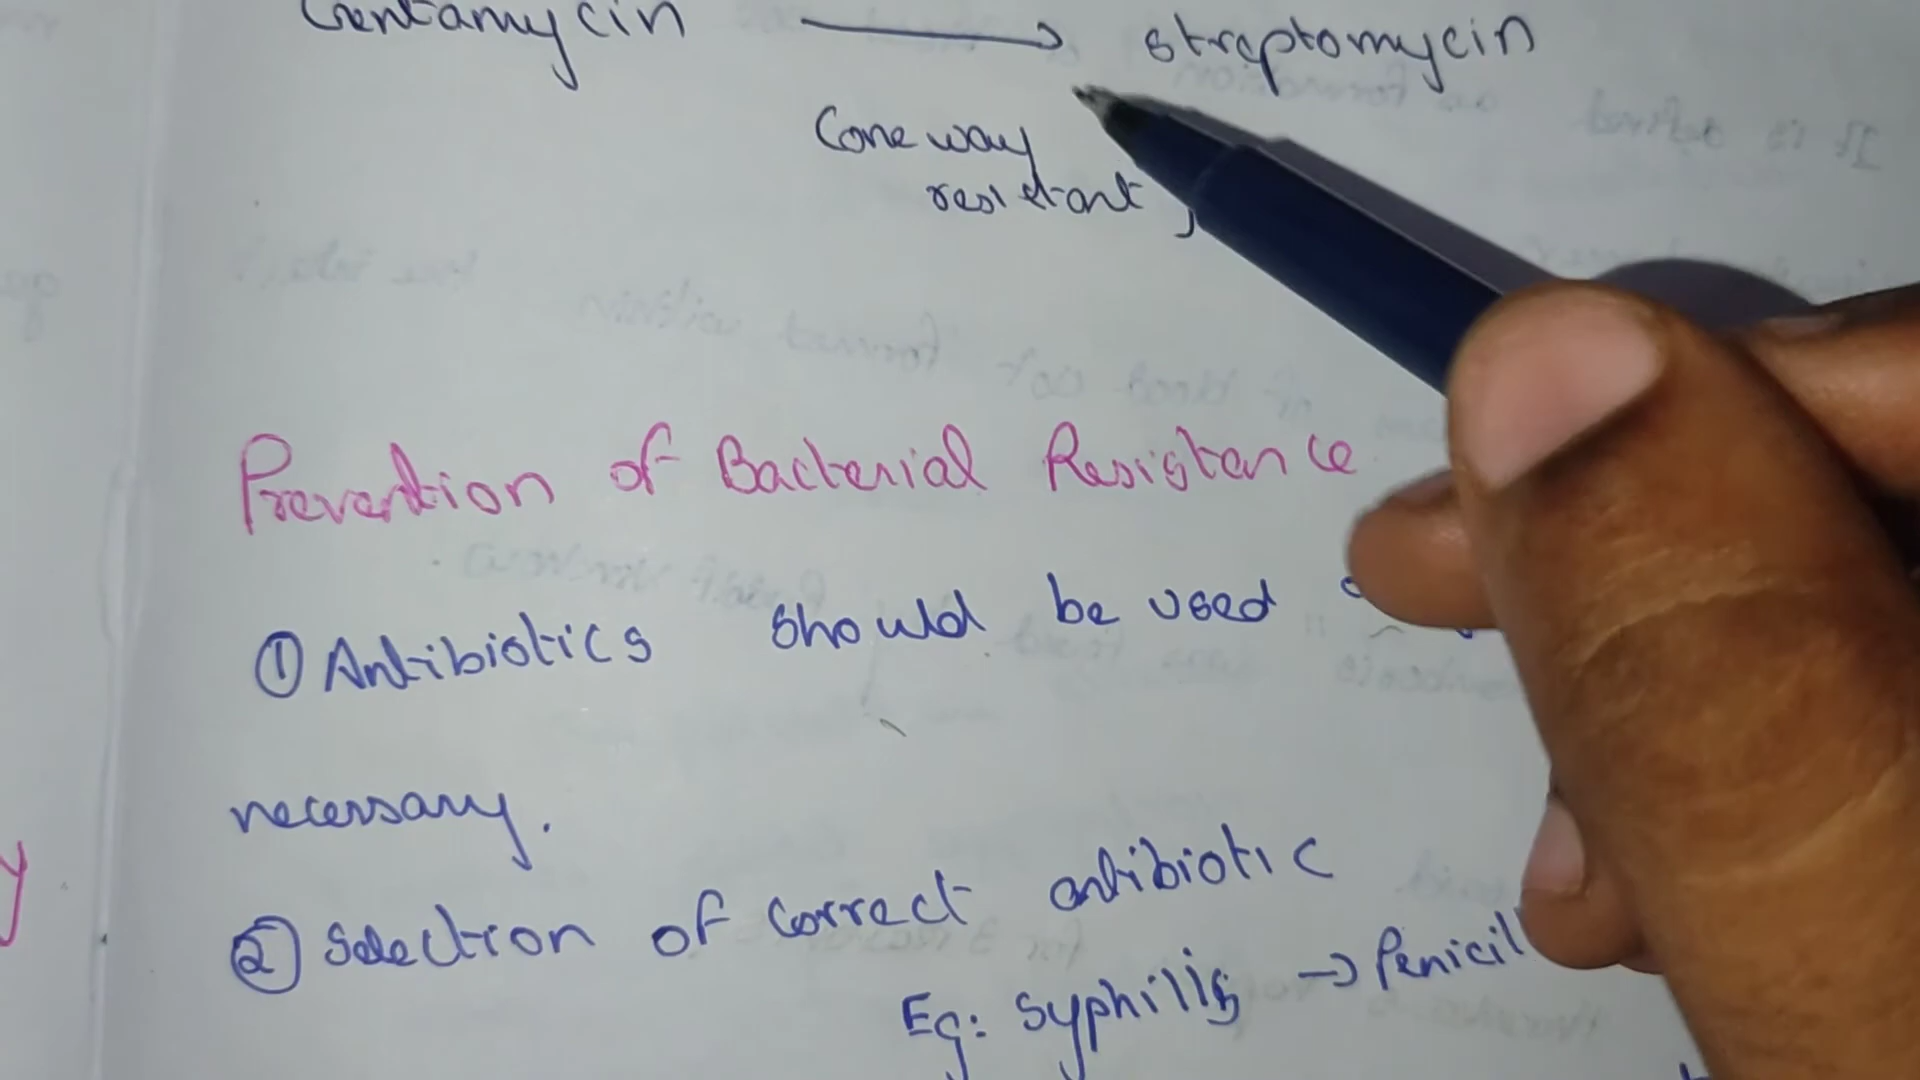 Gentamycin → streptomycin
(one way
resistant)
Prevention of Bacterial Resistance
① Antibiotics should be used
necessary.
② Selection of correct antibiotic
Eg: Syphilis → Penicil